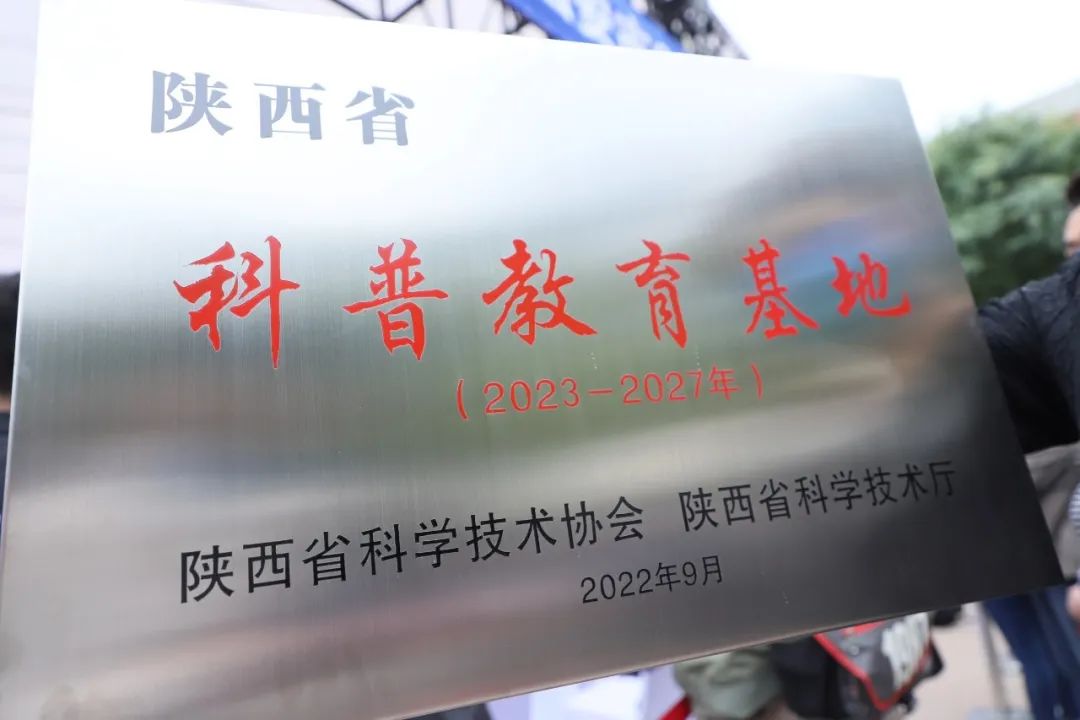 陕西省
科普教育基地
（2023－2027年）
陕西省科学技术协会 陕西省科学技术厅
2022年9月